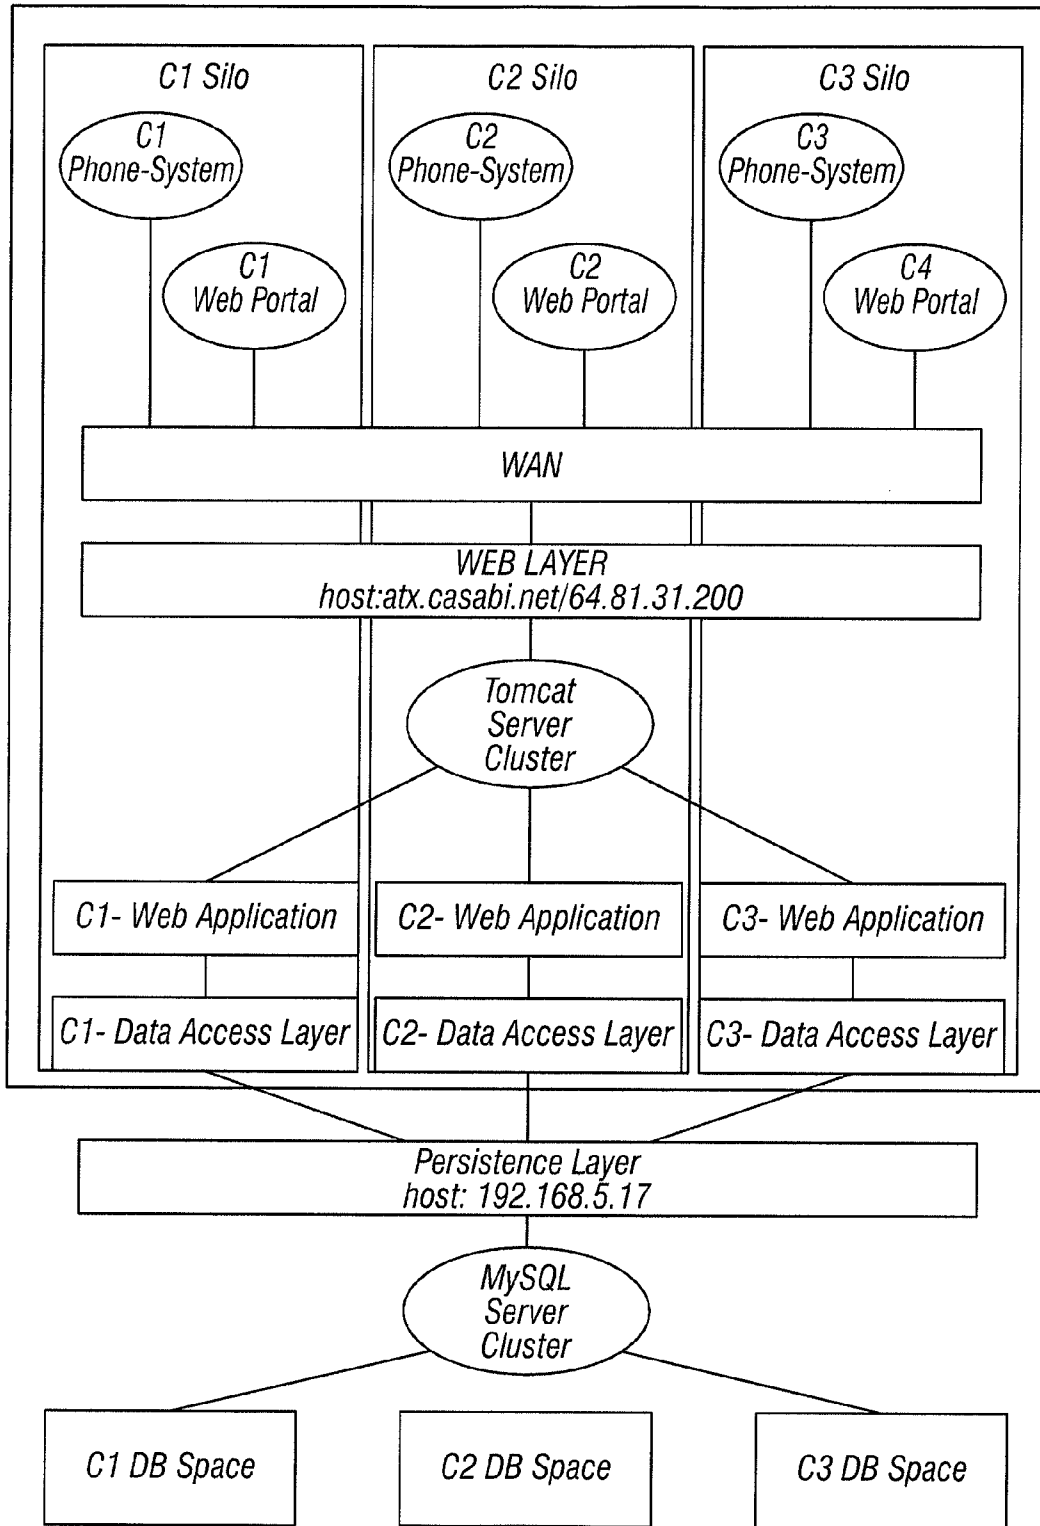 C1 Silo
C2 Silo
C3 Silo
C1
Phone-System
C2
Phone-System
C3
Phone-System
C1
Web Portal
C2
Web Portal
C4
Web Portal
WAN
WEB LAYER
host:atx.casabi.net/64.81.31.200
Tomcat
Server
Cluster
C1- Web Application
C2- Web Application
C3- Web Application
C1- Data Access Layer
C2- Data Access Layer
C3- Data Access Layer
Persistence Layer
host: 192.168.5.17
MySQL
Server
Cluster
C1 DB Space
C2 DB Space
C3 DB Space